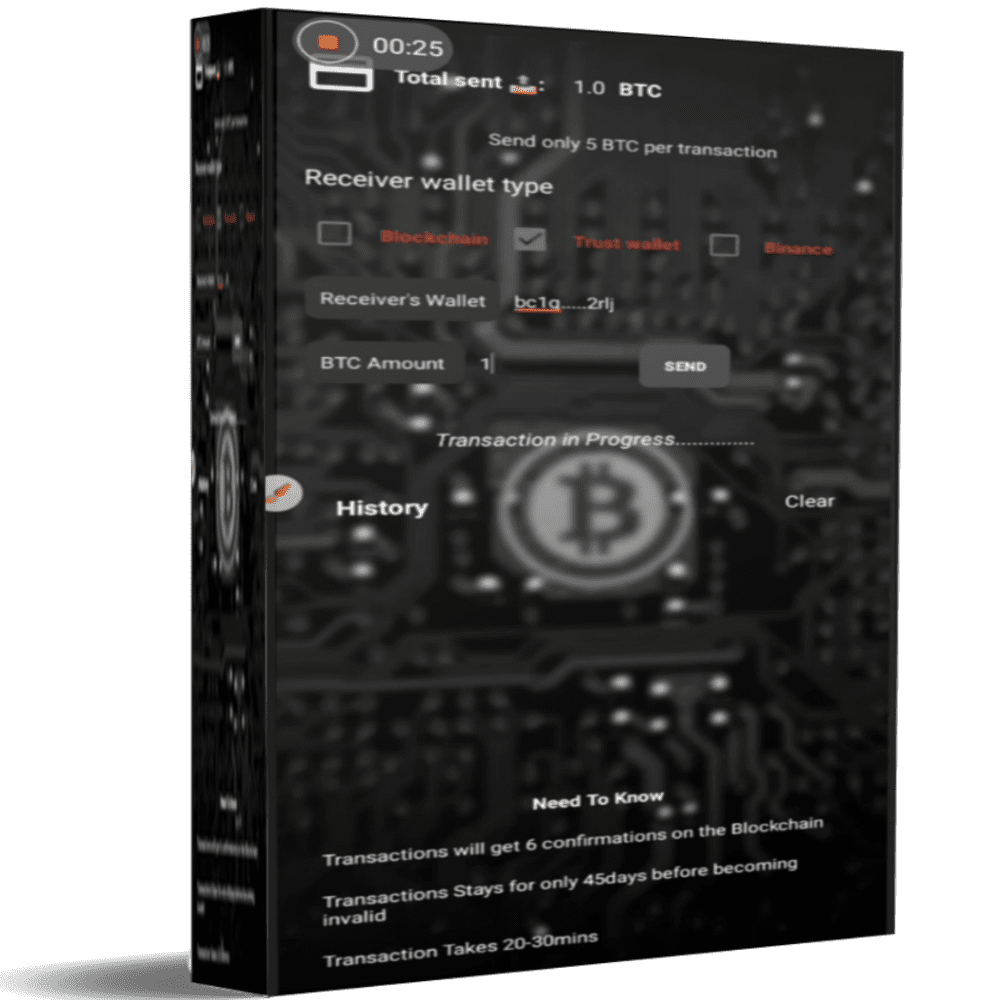 00:25
Total sent 📤: 1.0 BTC
Send only 5 BTC per transaction
Receiver wallet type
Blockchain Trust wallet Binance
Receiver's Wallet bc1q.....2rlj
BTC Amount 1
SEND
Transaction in Progress..............
History Clear
Need To Know
Transactions will get 6 confirmations on the Blockchain
Transactions Stays for only 45days before becoming
invalid
Transaction Takes 20-30mins